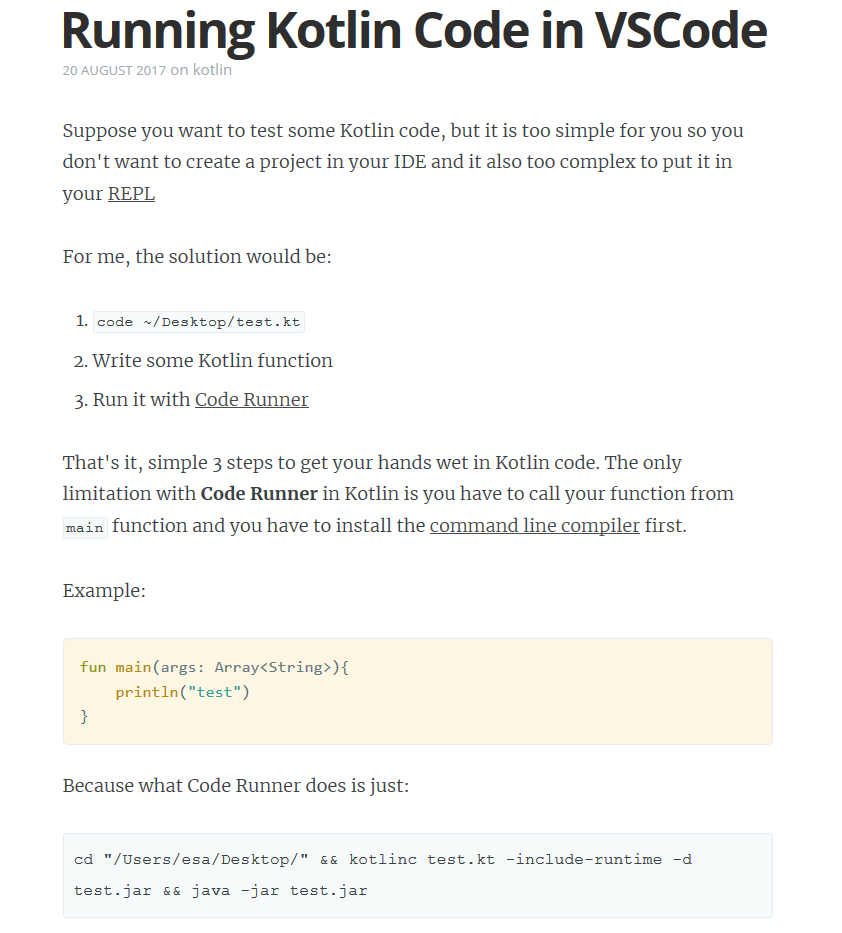 Running Kotlin Code in VSCode
20 AUGUST 2017 on kotlin
Suppose you want to test some Kotlin code, but it is too simple for you so you
don't want to create a project in your IDE and it also too complex to put it in
your REPL
For me, the solution would be:
1. code ~/Desktop/test.kt
2. Write some Kotlin function
3. Run it with Code Runner
That's it, simple 3 steps to get your hands wet in Kotlin code. The only
limitation with Code Runner in Kotlin is you have to call your function from
main function and you have to install the command line compiler first.
Example:
fun main(args: Array<String>){
    println("test")
}
Because what Code Runner does is just:
cd "/Users/esa/Desktop/" && kotlinc test.kt -include-runtime -d
test.jar && java -jar test.jar